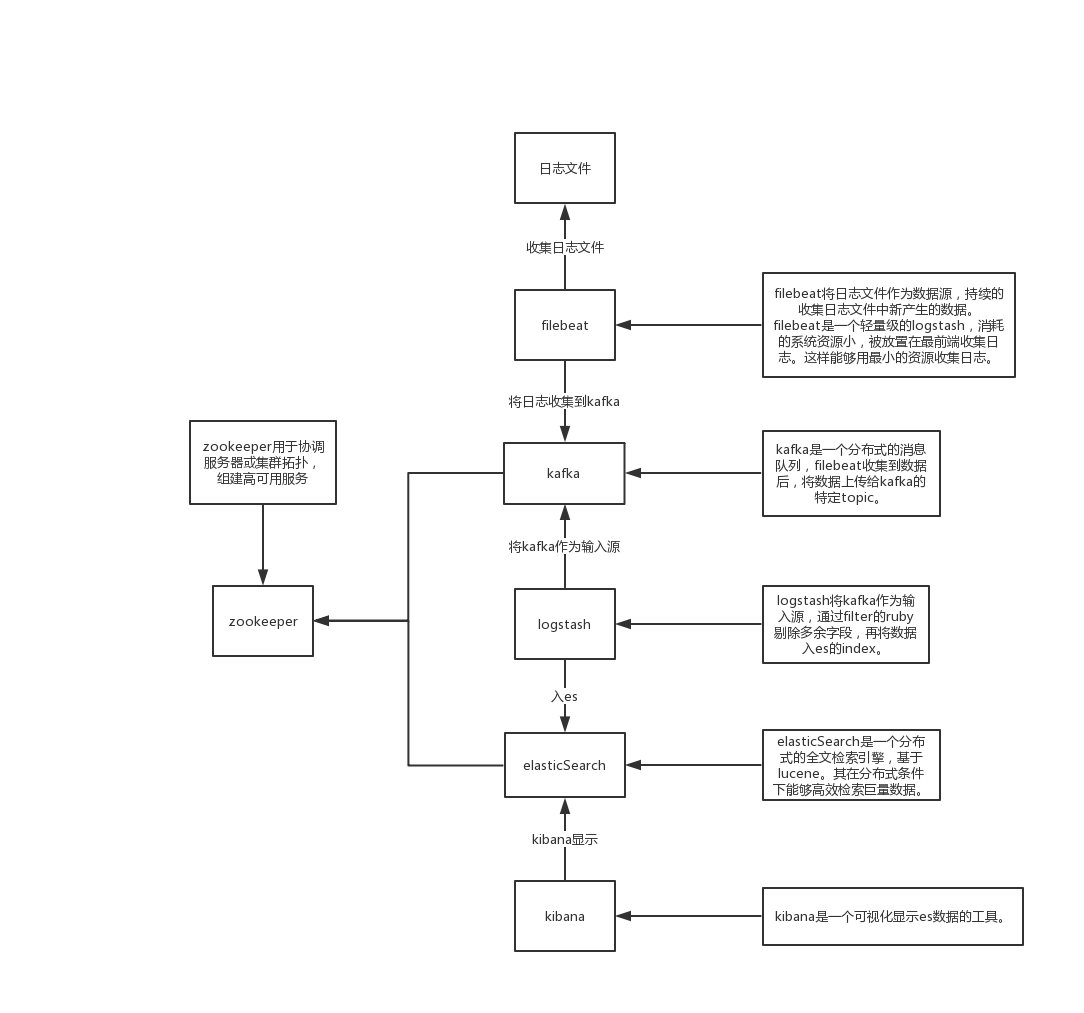 日志文件
收集日志文件
filebeat
filebeat将日志文件作为数据源，持续的
收集日志文件中新产生的数据。
filebeat是一个轻量级的logstash，消耗
的系统资源小，被放置在最前端收集日
志。这样能够用最小的资源收集日志。
将日志收集到kafka
zookeeper用于协调
服务器或集群拓扑，
组建高可用服务
kafka
kafka是一个分布式的消息
队列，filebeat收集到数据
后，将数据上传给kafka的
特定topic。
将kafka作为输入源
zookeeper
logstash
logstash将kafka作为输
入源，通过filter的ruby
剔除多余字段，再将数据
入es的index。
入es
elasticSearch
elasticSearch是一个分布
式的全文检索引擎，基于
lucene。其在分布式条件
下能够高效检索巨量数据。
kibana显示
kibana
kibana是一个可视化显示es数据的工具。